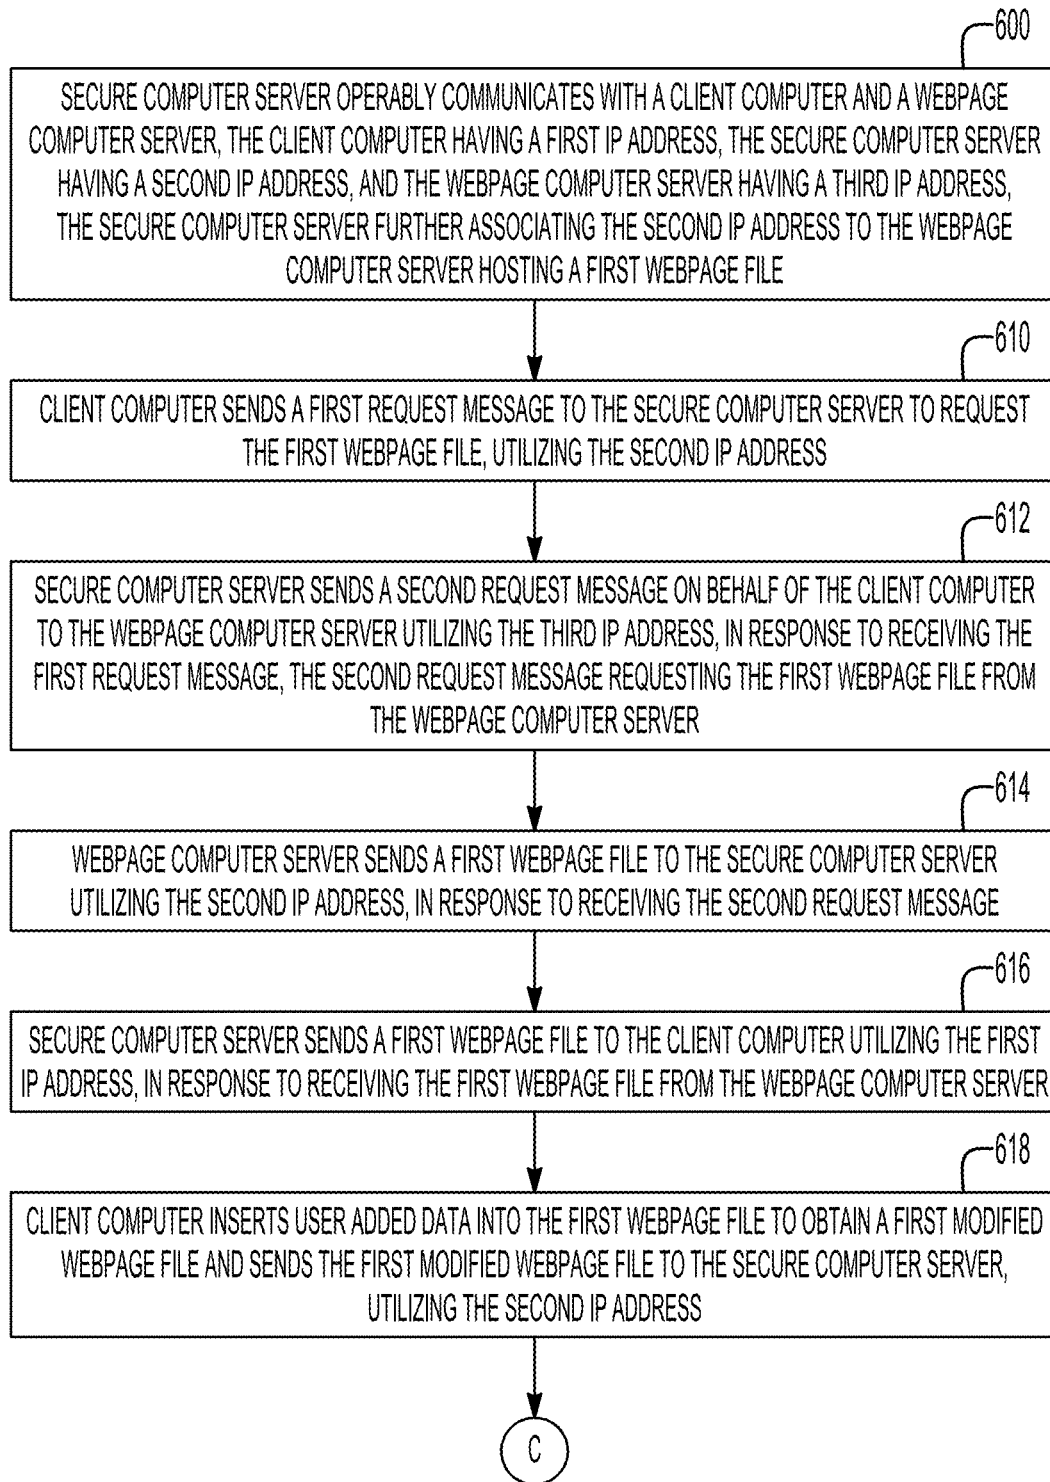 600
SECURE COMPUTER SERVER OPERABLY COMMUNICATES WITH A CLIENT COMPUTER AND A WEBPAGE
COMPUTER SERVER, THE CLIENT COMPUTER HAVING A FIRST IP ADDRESS, THE SECURE COMPUTER SERVER
HAVING A SECOND IP ADDRESS, AND THE WEBPAGE COMPUTER SERVER HAVING A THIRD IP ADDRESS,
THE SECURE COMPUTER SERVER FURTHER ASSOCIATING THE SECOND IP ADDRESS TO THE WEBPAGE
COMPUTER SERVER HOSTING A FIRST WEBPAGE FILE
610
CLIENT COMPUTER SENDS A FIRST REQUEST MESSAGE TO THE SECURE COMPUTER SERVER TO REQUEST
THE FIRST WEBPAGE FILE, UTILIZING THE SECOND IP ADDRESS
612
SECURE COMPUTER SERVER SENDS A SECOND REQUEST MESSAGE ON BEHALF OF THE CLIENT COMPUTER
TO THE WEBPAGE COMPUTER SERVER UTILIZING THE THIRD IP ADDRESS, IN RESPONSE TO RECEIVING THE
FIRST REQUEST MESSAGE, THE SECOND REQUEST MESSAGE REQUESTING THE FIRST WEBPAGE FILE FROM
THE WEBPAGE COMPUTER SERVER
614
WEBPAGE COMPUTER SERVER SENDS A FIRST WEBPAGE FILE TO THE SECURE COMPUTER SERVER
UTILIZING THE SECOND IP ADDRESS, IN RESPONSE TO RECEIVING THE SECOND REQUEST MESSAGE
616
SECURE COMPUTER SERVER SENDS A FIRST WEBPAGE FILE TO THE CLIENT COMPUTER UTILIZING THE FIRST
IP ADDRESS, IN RESPONSE TO RECEIVING THE FIRST WEBPAGE FILE FROM THE WEBPAGE COMPUTER SERVER
618
CLIENT COMPUTER INSERTS USER ADDED DATA INTO THE FIRST WEBPAGE FILE TO OBTAIN A FIRST MODIFIED
WEBPAGE FILE AND SENDS THE FIRST MODIFIED WEBPAGE FILE TO THE SECURE COMPUTER SERVER,
UTILIZING THE SECOND IP ADDRESS
C